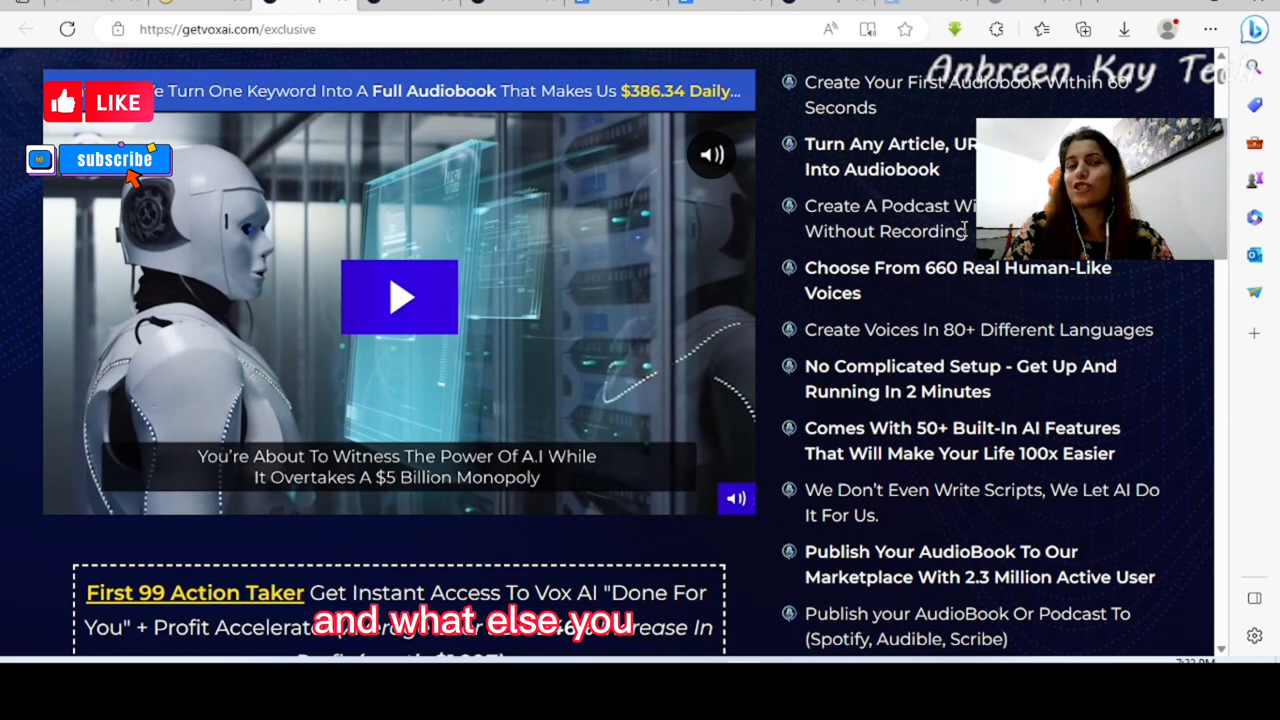 https://getvoxai.com/exclusive
Anbreen Kay Tech
LIKE
subscribe
Turn One Keyword Into A Full Audiobook That Makes Us $386.34 Daily...
You're About To Witness The Power Of A.I While
It Overtakes A $5 Billion Monopoly
First 99 Action Taker Get Instant Access To Vox AI "Done For
You" + Profit
and what else you
Create Your First Audiobook Within 60
Seconds
Turn Any Article,
Into Audiobook
Create A Podcast
Without Recording
Choose From 660 Real Human-Like
Voices
Create Voices In 80+ Different Languages
No Complicated Setup - Get Up And
Running In 2 Minutes
Comes With 50+ Built-In AI Features
That Will Make Your Life 100x Easier
We Don't Even Write Scripts, We Let AI Do
It For Us.
Publish Your AudioBook To Our
Marketplace With 2.3 Million Active User
Publish your AudioBook Or Podcast To
(Spotify, Audible, Scribe)